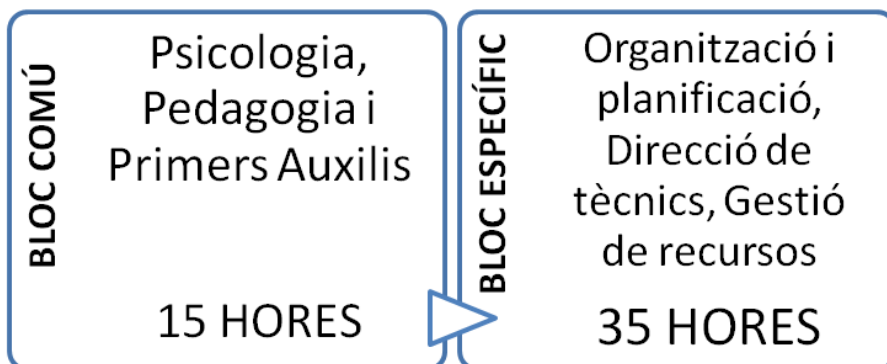 BLOC COMÚ
Psicologia,
Pedagogia i
Primers Auxilis
15 HORES
BLOC ESPECÍFIC
Organització i
planificació,
Direcció de
tècnics, Gestió
de recursos
35 HORES